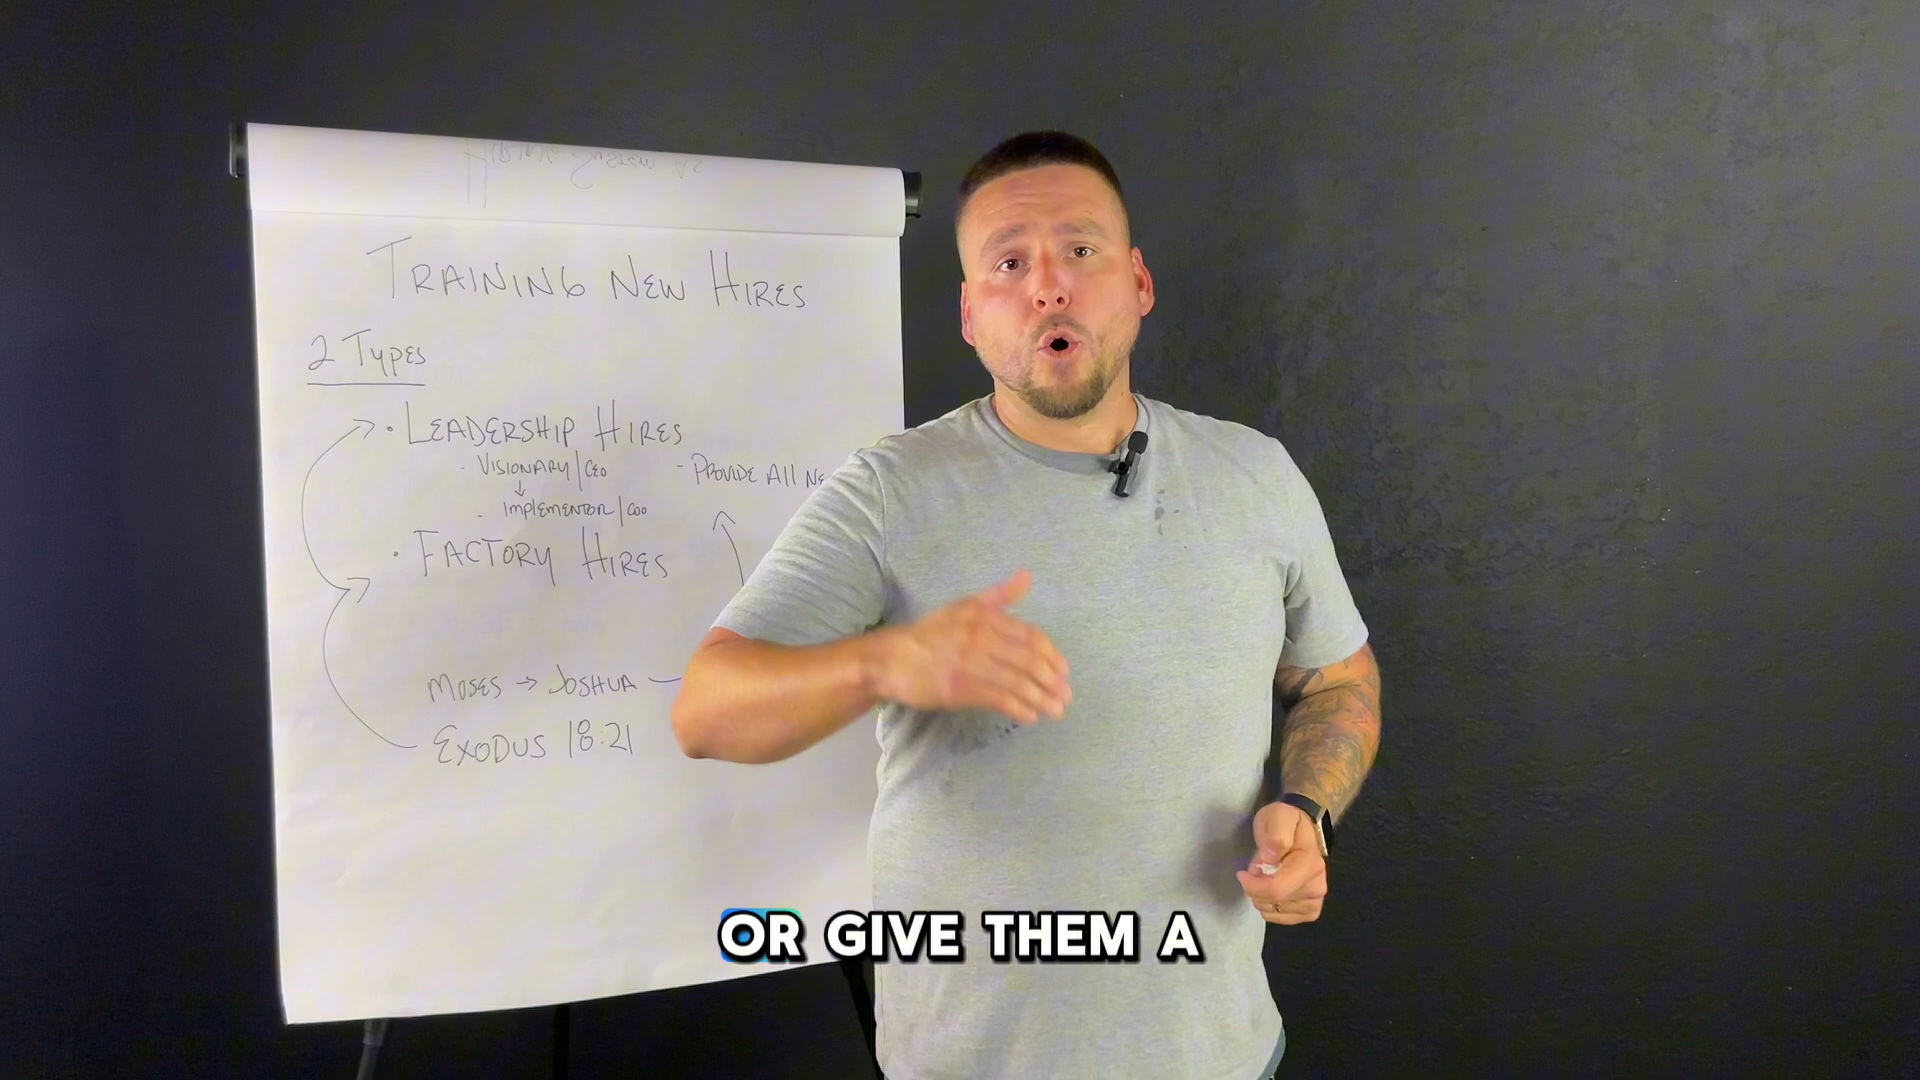 TRAINING NEW HIRES
2 TYPES
• LEADERSHIP HIRES
- VISIONARY/CEO
- PROVIDE ALL NE
↓
- IMPLEMENTOR/COO
• FACTORY HIRES
MOSES → JOSHUA —
EXODUS 18:21
OR GIVE THEM A